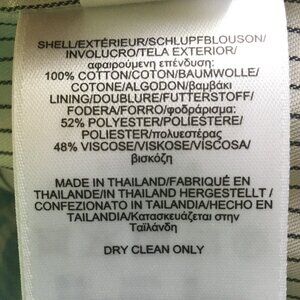 SHELL/EXTÉRIEUR/SCHLUPFBLOUSON/
INVOLUCRO/TELA EXTERIOR/
αφαιρούμενη επένδυση:
100% COTTON/COTON/BAUMWOLLE/
COTONE/ALGODON/βαμβάκι
LINING/DOUBLURE/FUTTERSTOFF/
FODERA/FORRO/φοδράρισμα:
52% POLYESTER/POLIESTERE/
POLIESTER/πολυεστέρας
48% VISCOSE/VISKOSE/VISCOSA/
βισκόζη
MADE IN THAILAND/FABRIQUÉ EN
THAILANDE/IN THAILAND HERGESTELLT /
CONFEZIONATO IN TAILANDIA/HECHO EN
TAILANDIA/Κατασκευάζεται στην
Ταϊλάνδη
DRY CLEAN ONLY